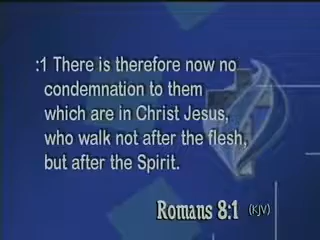 :1 There is therefore now no
condemnation to them
which are in Christ Jesus,
who walk not after the flesh,
but after the Spirit.
Romans 8:1 (KJV)